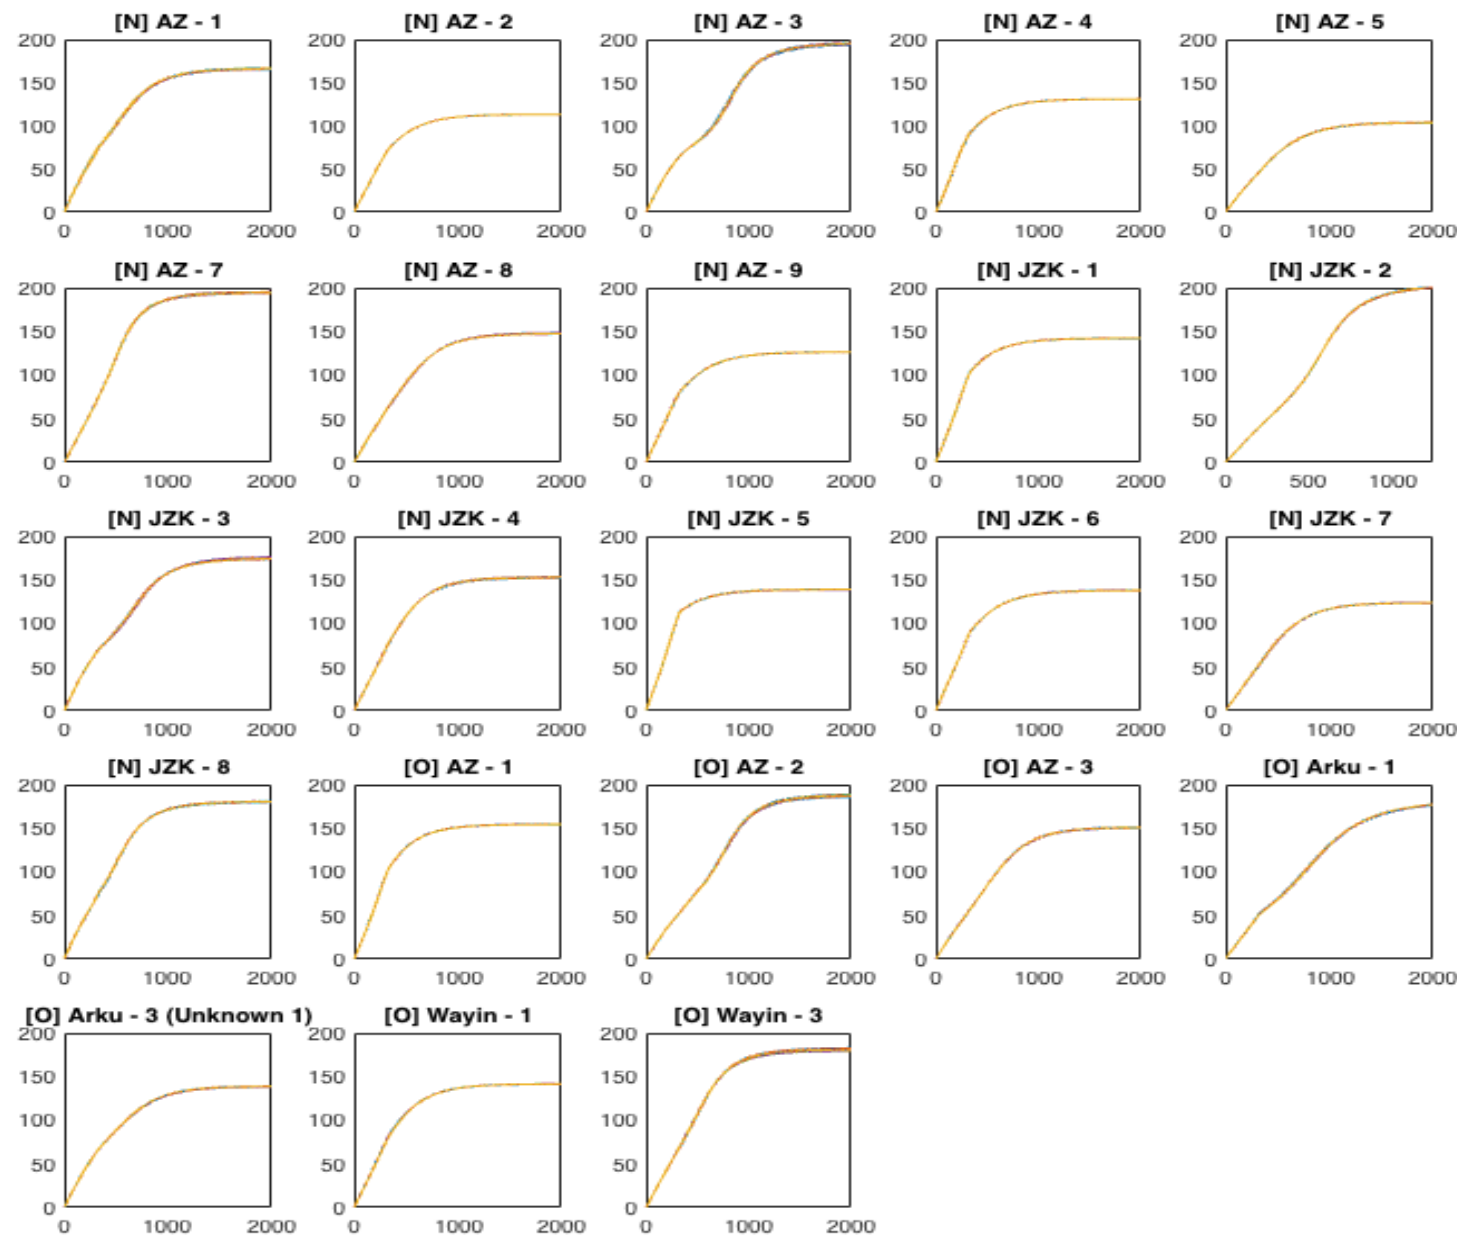 [N] AZ - 1 [N] AZ - 2 [N] AZ - 3 [N] AZ - 4 [N] AZ - 5
200 200 200 200 200
150 150 150 150 150
100 100 100 100 100
50 50 50 50 50
0 0 0 0 0
0 1000 2000 0 1000 2000 0 1000 2000 0 1000 2000 0 1000 2000
[N] AZ - 7 [N] AZ - 8 [N] AZ - 9 [N] JZK - 1 [N] JZK - 2
200 200 200 200 200
150 150 150 150 150
100 100 100 100 100
50 50 50 50 50
0 0 0 0 0
0 1000 2000 0 1000 2000 0 1000 2000 0 1000 2000 0 500 1000
[N] JZK - 3 [N] JZK - 4 [N] JZK - 5 [N] JZK - 6 [N] JZK - 7
200 200 200 200 200
150 150 150 150 150
100 100 100 100 100
50 50 50 50 50
0 0 0 0 0
0 1000 2000 0 1000 2000 0 1000 2000 0 1000 2000 0 1000 2000
[N] JZK - 8 [O] AZ - 1 [O] AZ - 2 [O] AZ - 3 [O] Arku - 1
200 200 200 200 200
150 150 150 150 150
100 100 100 100 100
50 50 50 50 50
0 0 0 0 0
0 1000 2000 0 1000 2000 0 1000 2000 0 1000 2000 0 1000 2000
[O] Arku - 3 (Unknown 1) [O] Wayin - 1 [O] Wayin - 3
200 200 200
150 150 150
100 100 100
50 50 50
0 0 0
0 1000 2000 0 1000 2000 0 1000 2000